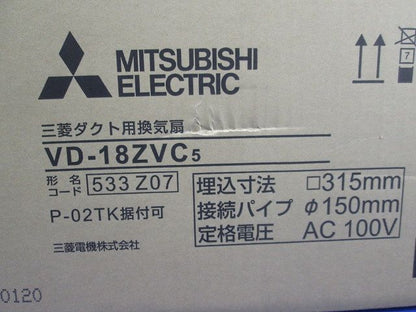 MITSUBISHI
ELECTRIC
7
三菱ダクト用換気扇
VD-18ZVC5
形名
コード 533 Z07
P-02TK据付可
三菱電機株式会社
埋込寸法 □315mm
接続パイプ φ150mm
定格電圧 AC 100V
0120